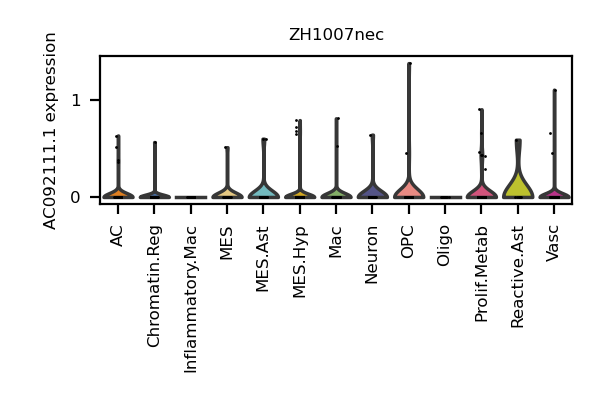 ZH1007nec
AC092111.1 expression
1
0
AC
Chromatin.Reg
Inflammatory.Mac
MES
MES.Ast
MES.Hyp
Mac
Neuron
OPC
Oligo
Prolif.Metab
Reactive.Ast
Vasc